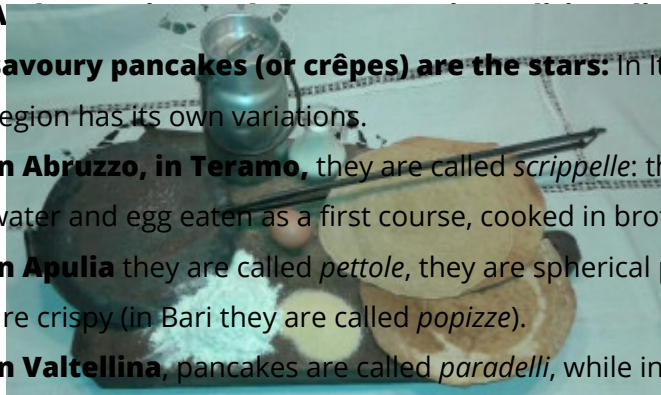 savoury pancakes (or crêpes) are the stars: In It
egion has its own variations.
n Abruzzo, in Teramo, they are called scrippelle: th
water and egg eaten as a first course, cooked in bro
n Apulia they are called pettole, they are spherical
re crispy (in Bari they are called popizze).
n Valtellina, pancakes are called paradelli, while in